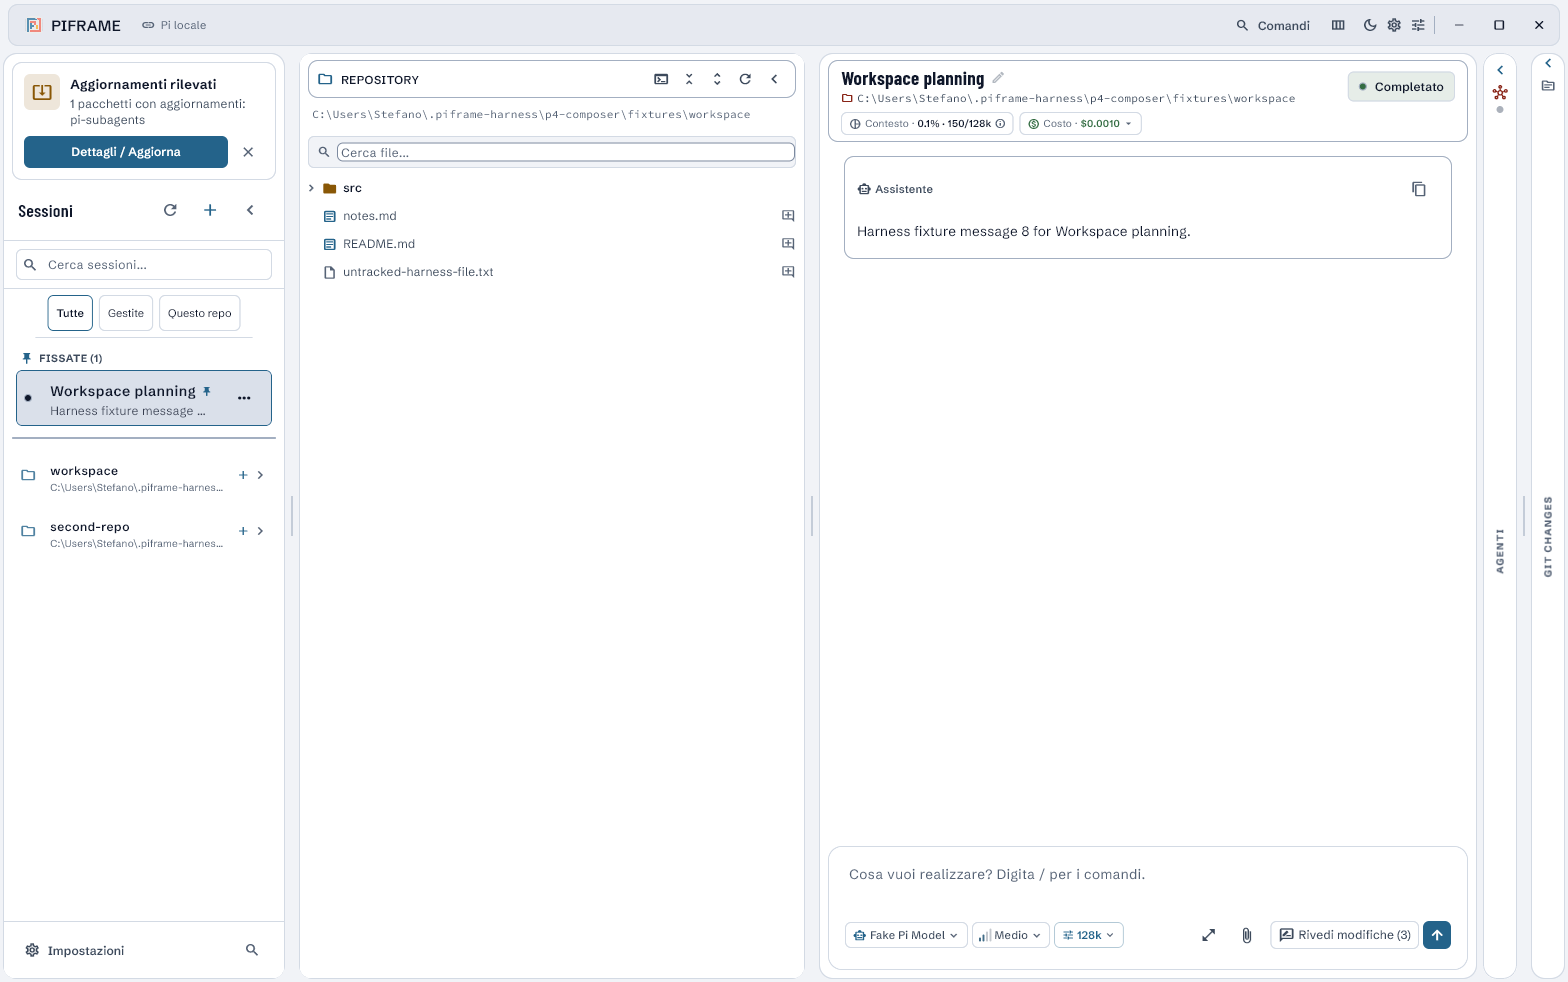 PIFRAME
Pi locale
Comandi
Aggiornamenti rilevati
1 pacchetti con aggiornamenti:
pi-subagents
Dettagli / Aggiorna
Sessioni
Cerca sessioni...
Tutte
Gestite
Questo repo
FISSATE (1)
Workspace planning
Harness fixture message ...
workspace
C:\Users\Stefano\.piframe-harnes...
second-repo
C:\Users\Stefano\.piframe-harnes...
Impostazioni
REPOSITORY
C:\Users\Stefano\.piframe-harness\p4-composer\fixtures\workspace
Cerca file...
src
notes.md
README.md
untracked-harness-file.txt
Workspace planning
C:\Users\Stefano\.piframe-harness\p4-composer\fixtures\workspace
Contesto · 0.1% · 150/128k
Costo · $0.0010
Completato
Assistente
Harness fixture message 8 for Workspace planning.
Cosa vuoi realizzare? Digita / per i comandi.
Fake Pi Model
Medio
128k
Rivedi modifiche (3)
AGENTI
GIT CHANGES